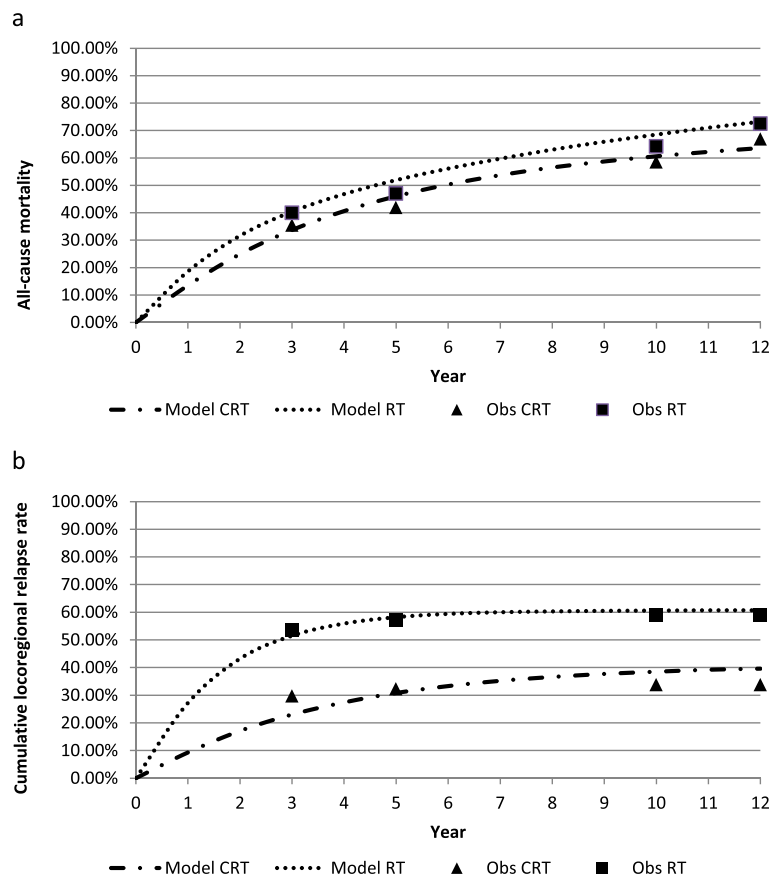 a
100.00%
90.00%
80.00%
70.00%
60.00%
50.00%
40.00%
30.00%
20.00%
10.00%
0.00%
All-cause mortality
0 1 2 3 4 5 6 7 8 9 10 11 12
Year
Model CRT Model RT Obs CRT Obs RT
b
100.00%
90.00%
80.00%
70.00%
60.00%
50.00%
40.00%
30.00%
20.00%
10.00%
0.00%
Cumulative locoregional relapse rate
0 1 2 3 4 5 6 7 8 9 10 11 12
Year
Model CRT Model RT Obs CRT Obs RT